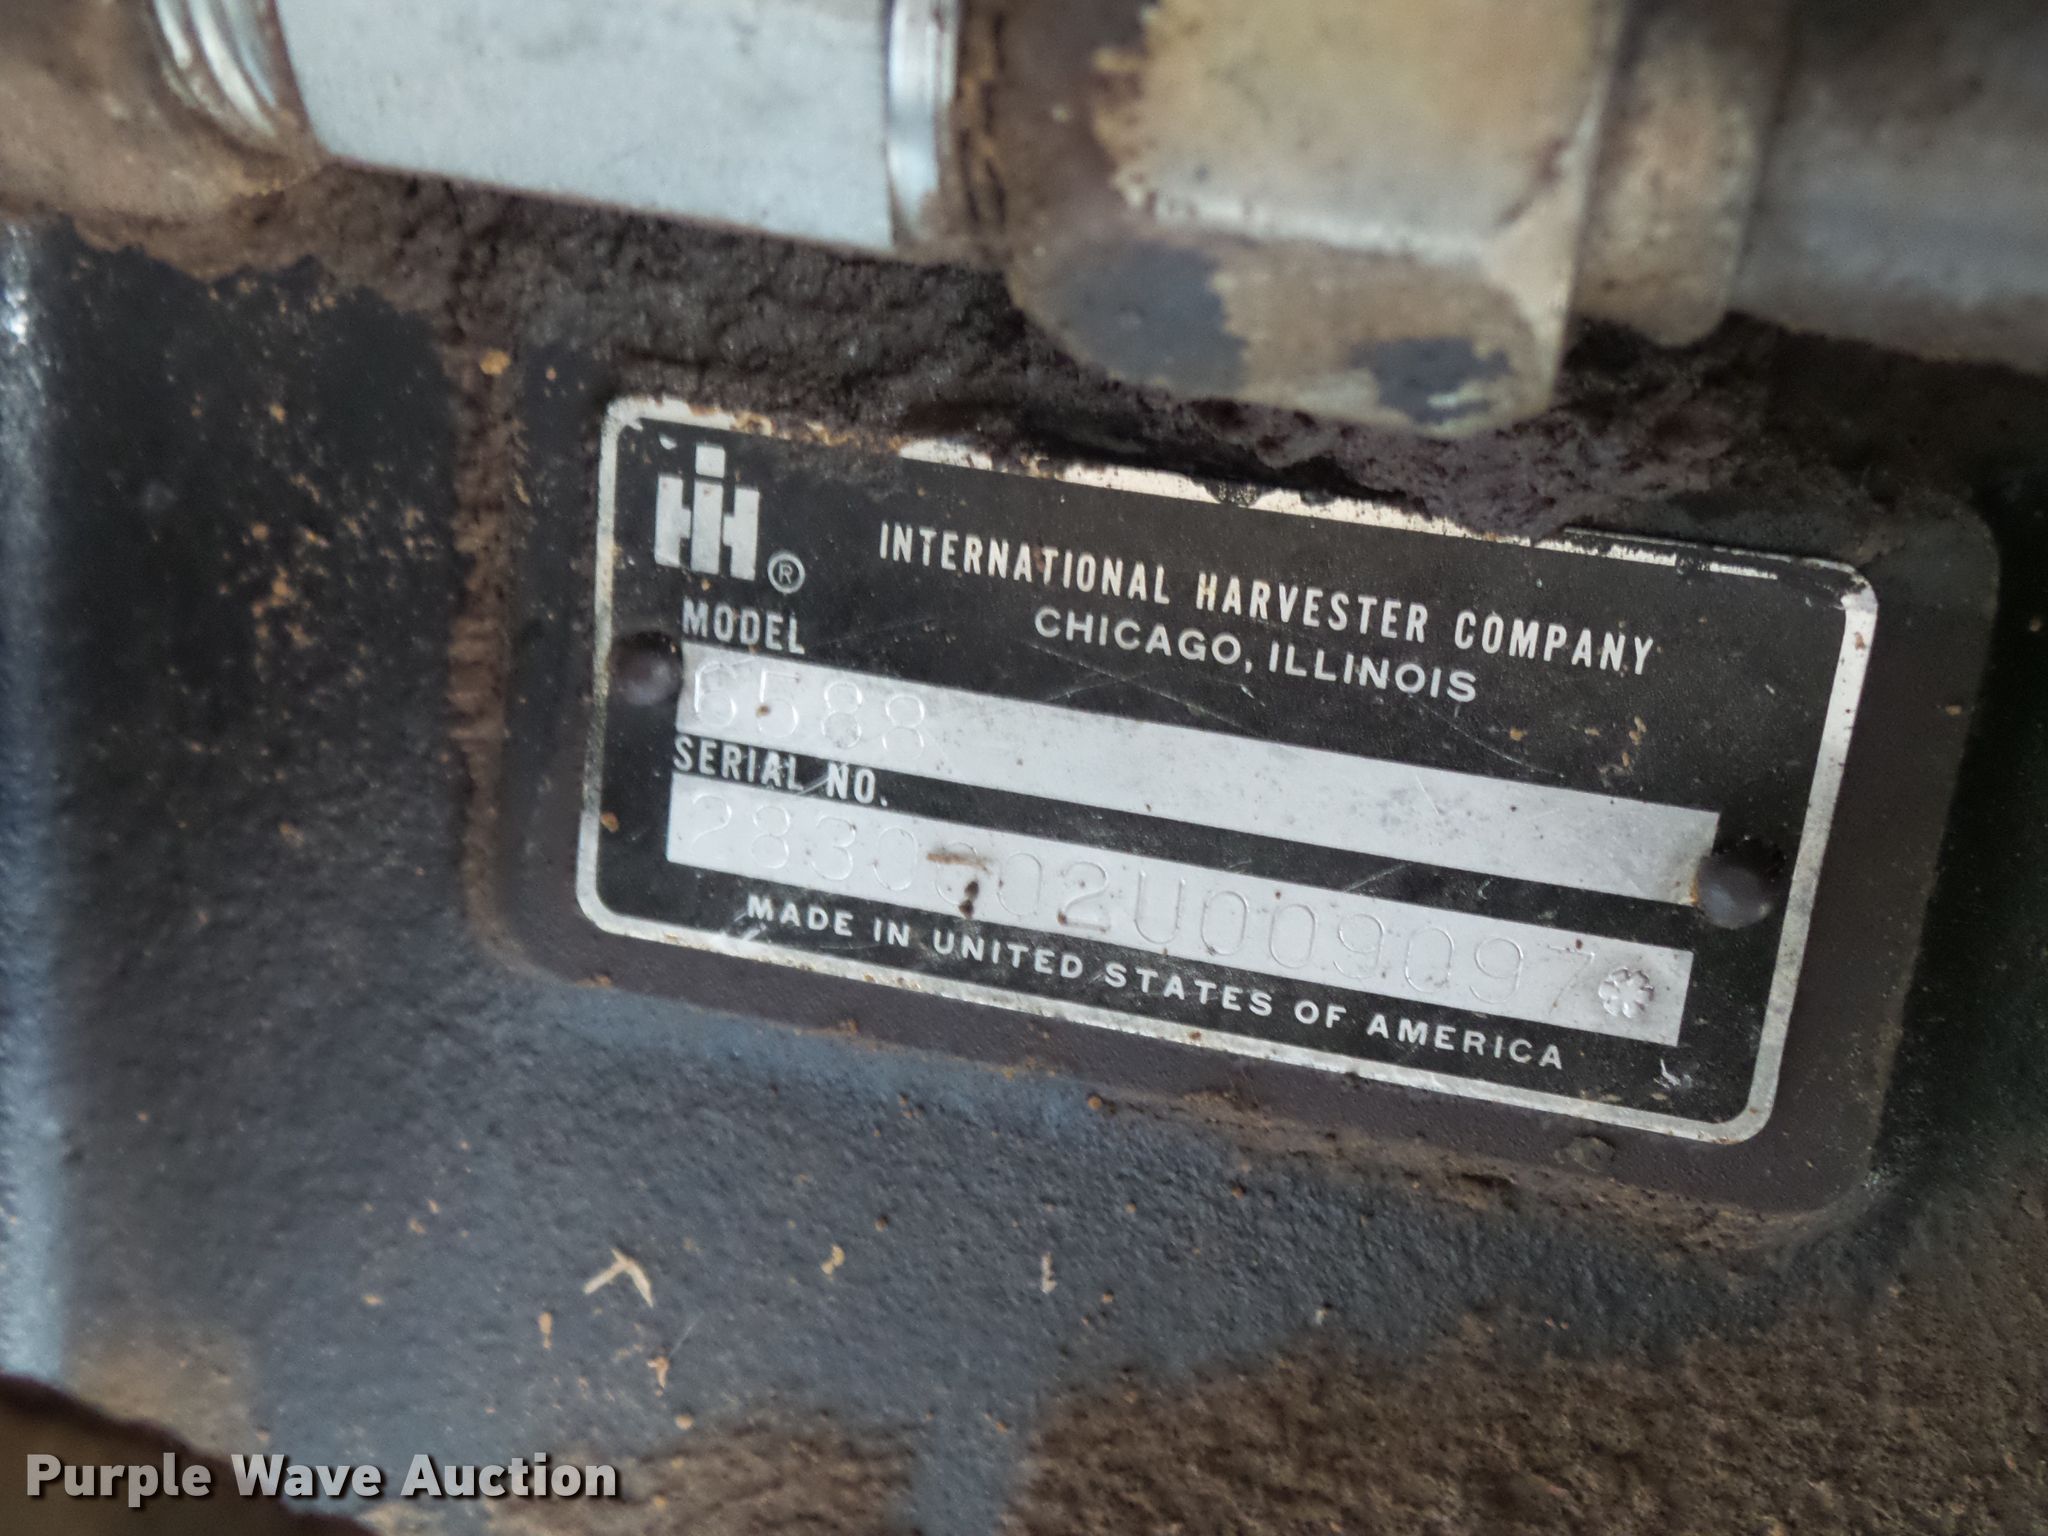 IH ®
INTERNATIONAL HARVESTER COMPANY
CHICAGO, ILLINOIS
MODEL
6588
SERIAL NO.
2830002U009097*
MADE IN UNITED STATES OF AMERICA
Purple Wave Auction